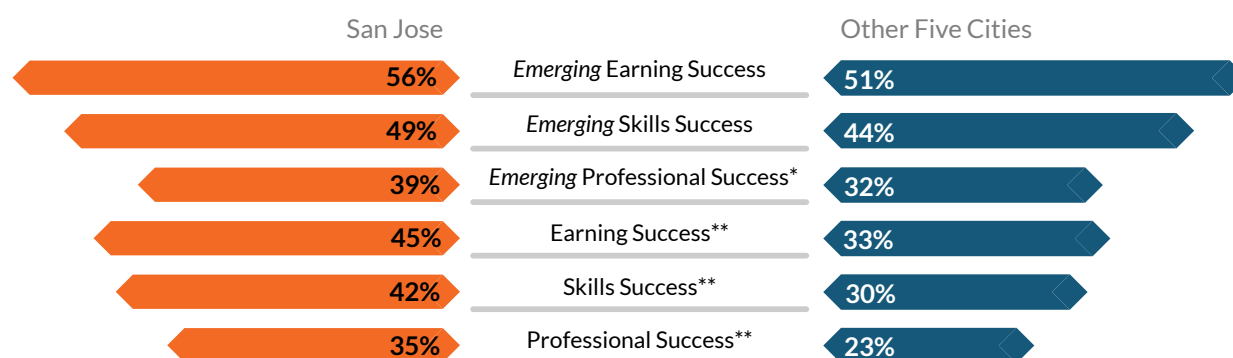 San Jose Other Five Cities
56% Emerging Earning Success 51%
49% Emerging Skills Success 44%
39% Emerging Professional Success* 32%
45% Earning Success** 33%
42% Skills Success** 30%
35% Professional Success** 23%